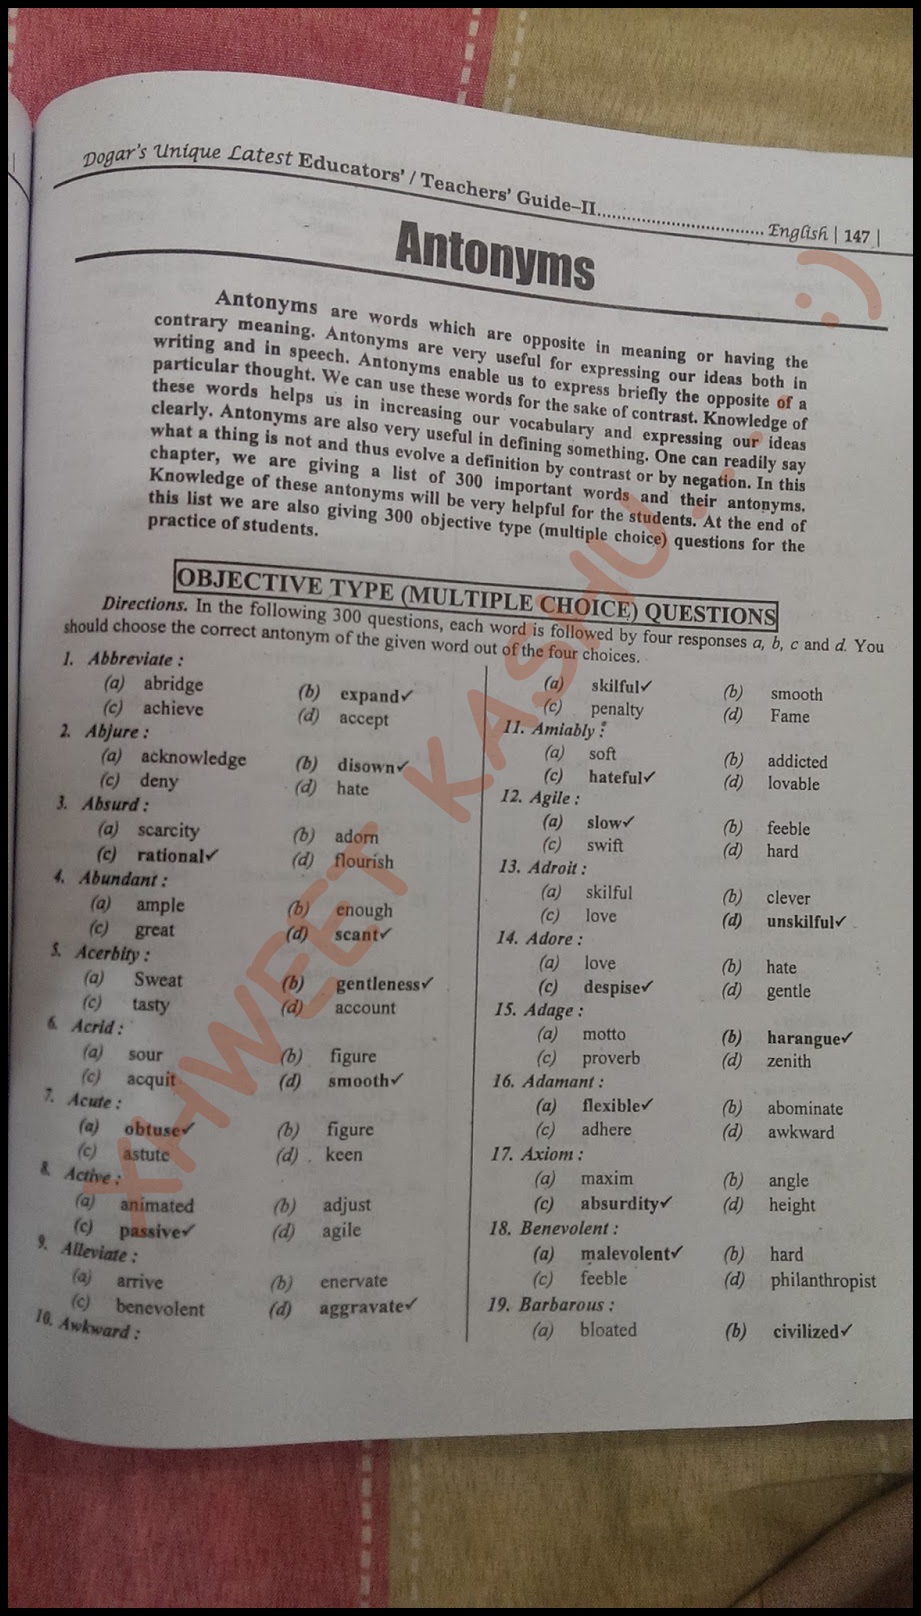 Dogar's Unique Latest Educators' / Teachers' Guide–II.................................. English | 147 |
Antonyms
Antonyms are words which are opposite in meaning or having the
contrary meaning. Antonyms are very useful for expressing our ideas both in
writing and in speech. Antonyms enable us to express briefly the opposite of a
particular thought. We can use these words for the sake of contrast. Knowledge of
these words helps us in increasing our vocabulary and expressing our ideas
clearly. Antonyms are also very useful in defining something. One can readily say
what a thing is not and thus evolve a definition by contrast or by negation. In this
chapter, we are giving a list of 300 important words and their antonyms.
Knowledge of these antonyms will be very helpful for the students. At the end of
this list we are also giving 300 objective type (multiple choice) questions for the
practice of students.
OBJECTIVE TYPE (MULTIPLE CHOICE) QUESTIONS
Directions. In the following 300 questions, each word is followed by four responses a, b, c and d. You
should choose the correct antonym of the given word out of the four choices.
1. Abbreviate :
(a) abridge (b) expand✓
(c) achieve (d) accept
2. Abjure :
(a) acknowledge (b) disown✓
(c) deny (d) hate
3. Absurd :
(a) scarcity (b) adorn
(c) rational✓ (d) flourish
4. Abundant :
(a) ample (b) enough
(c) great (d) scant✓
5. Acerbity :
(a) Sweat (b) gentleness✓
(c) tasty (d) account
6. Acrid :
(a) sour (b) figure
(c) acquit (d) smooth✓
7. Acute :
(a) obtuse✓ (b) figure
(c) astute (d) keen
8. Active :
(a) animated (b) adjust
(c) passive✓ (d) agile
9. Alleviate :
(a) arrive (b) enervate
(c) benevolent (d) aggravate✓
10. Awkward :
(a) skilful✓ (b) smooth
(c) penalty (d) Fame
11. Amiably :
(a) soft (b) addicted
(c) hateful✓ (d) lovable
12. Agile :
(a) slow✓ (b) feeble
(c) swift (d) hard
13. Adroit :
(a) skilful (b) clever
(c) love (d) unskilful✓
14. Adore :
(a) love (b) hate
(c) despise✓ (d) gentle
15. Adage :
(a) motto (b) harangue✓
(c) proverb (d) zenith
16. Adamant :
(a) flexible✓ (b) abominate
(c) adhere (d) awkward
17. Axiom :
(a) maxim (b) angle
(c) absurdity✓ (d) height
18. Benevolent :
(a) malevolent✓ (b) hard
(c) feeble (d) philanthropist
19. Barbarous :
(a) bloated (b) civilized✓
XHWEET KASHU... :)